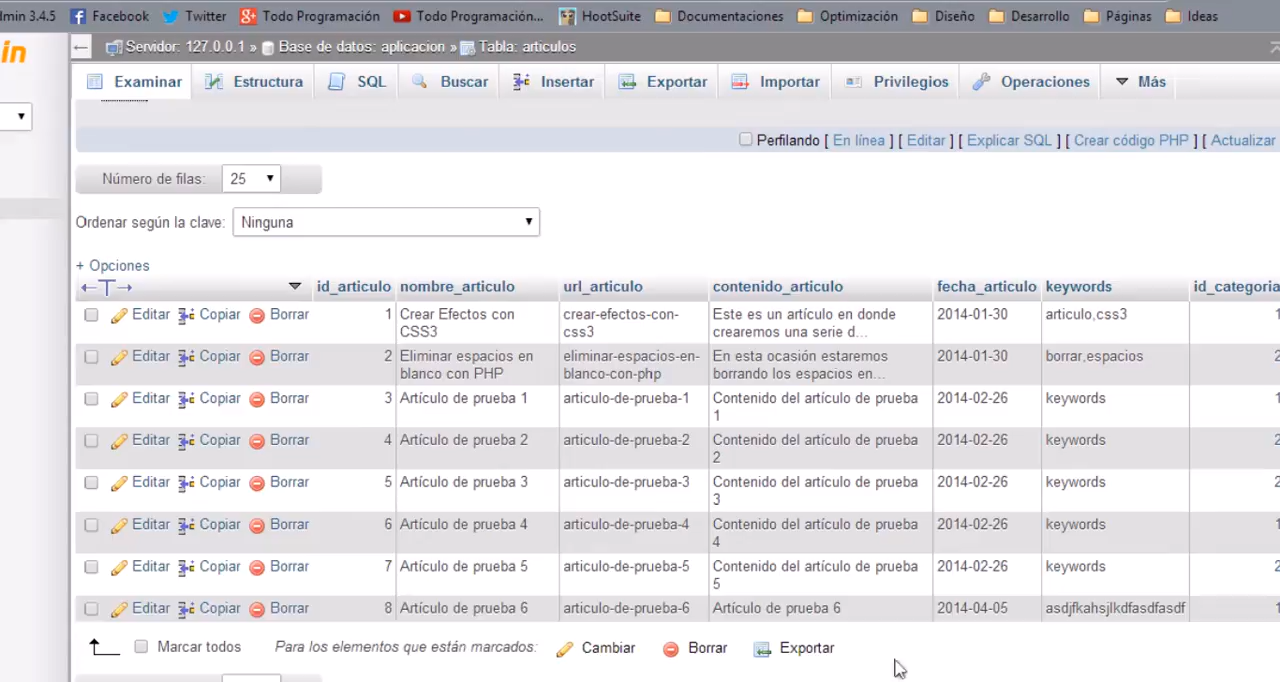 dmin 3.4.5 Facebook Twitter Todo Programación Todo Programación... HootSuite Documentaciones Optimización Diseño Desarrollo Páginas Ideas
in
← Servidor: 127.0.0.1 » Base de datos: aplicacion » Tabla: articulos
Examinar Estructura SQL Buscar Insertar Exportar Importar Privilegios Operaciones Más
Perfilando [ En línea ] [ Editar ] [ Explicar SQL ] [ Crear código PHP ] [ Actualizar
Número de filas: 25
Ordenar según la clave: Ninguna
+ Opciones
←T→ id_articulo nombre_articulo url_articulo contenido_articulo fecha_articulo keywords id_categoria
Editar Copiar Borrar 1 Crear Efectos con crear-efectos-con- Este es un artículo en donde 2014-01-30 articulo,css3 1
CSS3 css3 crearemos una serie d...
Editar Copiar Borrar 2 Eliminar espacios en eliminar-espacios-en- En esta ocasión estaremos 2014-01-30 borrar,espacios 2
blanco con PHP blanco-con-php borrando los espacios en...
Editar Copiar Borrar 3 Artículo de prueba 1 articulo-de-prueba-1 Contenido del artículo de prueba 2014-02-26 keywords 1
1
Editar Copiar Borrar 4 Artículo de prueba 2 articulo-de-prueba-2 Contenido del artículo de prueba 2014-02-26 keywords 2
2
Editar Copiar Borrar 5 Artículo de prueba 3 articulo-de-prueba-3 Contenido del artículo de prueba 2014-02-26 keywords 2
3
Editar Copiar Borrar 6 Artículo de prueba 4 articulo-de-prueba-4 Contenido del artículo de prueba 2014-02-26 keywords 1
4
Editar Copiar Borrar 7 Artículo de prueba 5 articulo-de-prueba-5 Contenido del artículo de prueba 2014-02-26 keywords 2
5
Editar Copiar Borrar 8 Artículo de prueba 6 articulo-de-prueba-6 Artículo de prueba 6 2014-04-05 asdjfkahsjlkdfasdfasdf 1
Marcar todos Para los elementos que están marcados: Cambiar Borrar Exportar